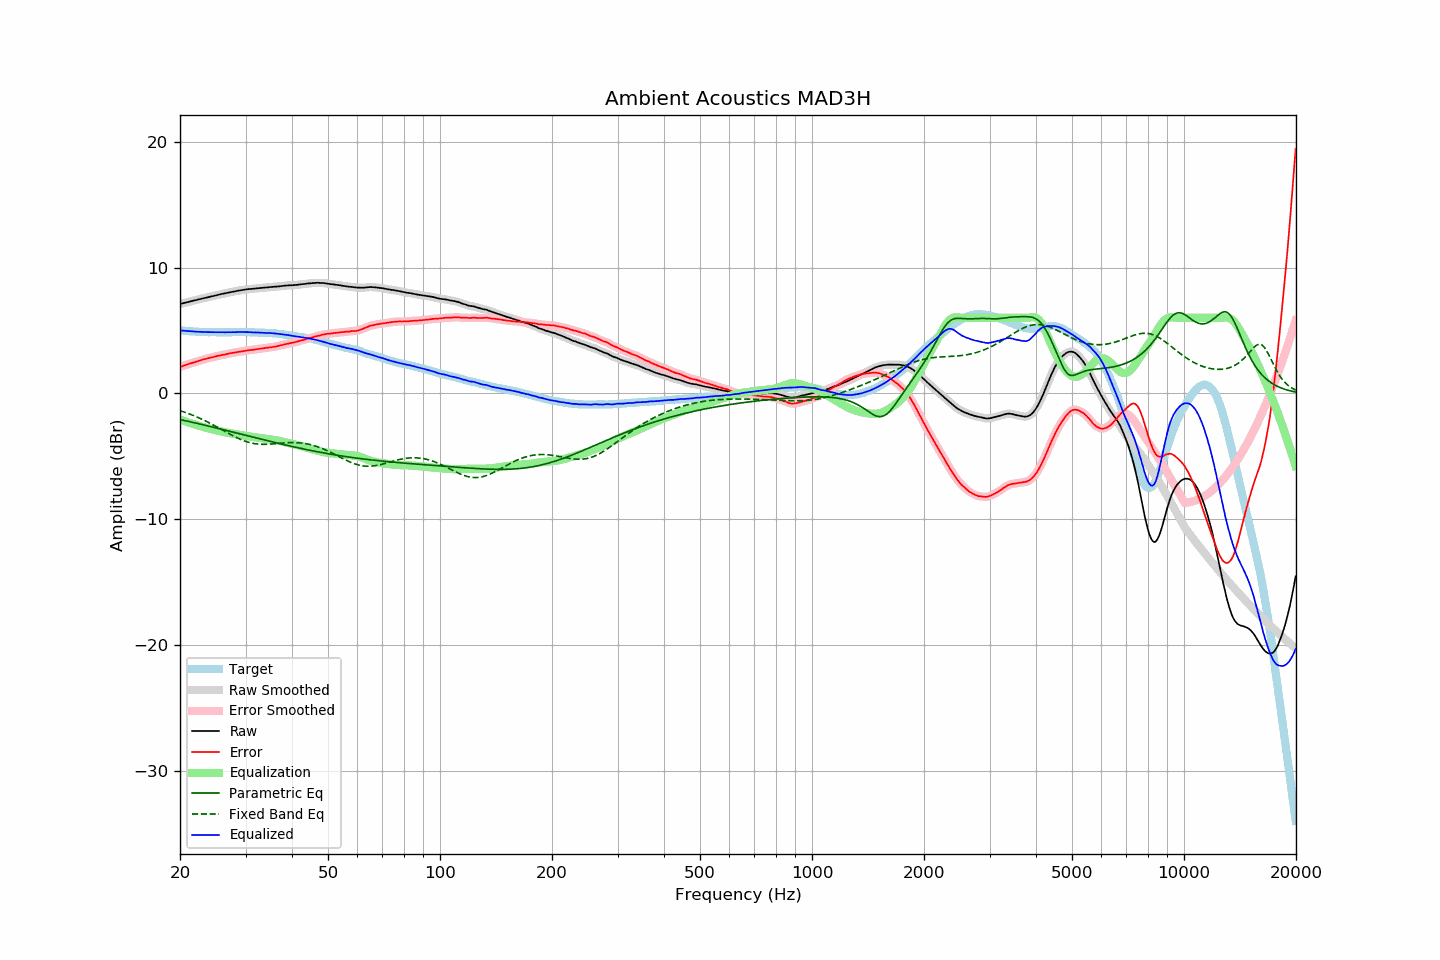 Ambient Acoustics MAD3H
Amplitude (dBr)
20
10
0
−10
−20
−30
Target
Raw Smoothed
Error Smoothed
Raw
Error
Equalization
Parametric Eq
Fixed Band Eq
Equalized
20 50 100 200 500 1000 2000 5000 10000 20000
Frequency (Hz)